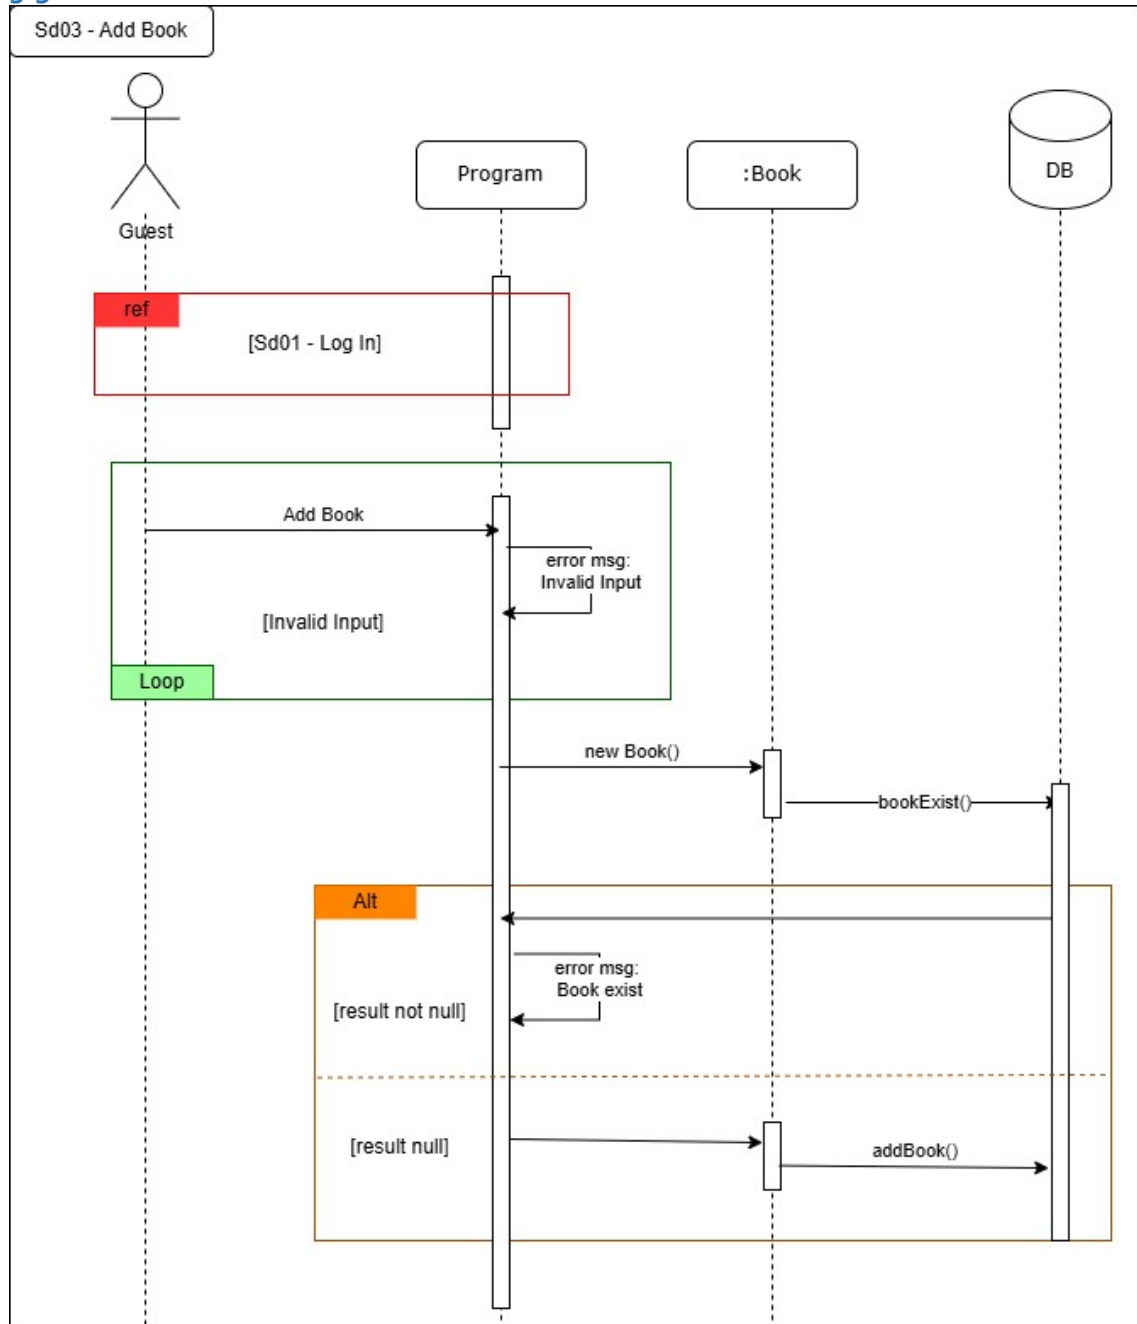 Sd03 - Add Book
Guest
Program
:Book
DB
ref
[Sd01 - Log In]
Add Book
error msg:
Invalid Input
[Invalid Input]
Loop
new Book()
bookExist()
Alt
error msg:
Book exist
[result not null]
[result null]
addBook()